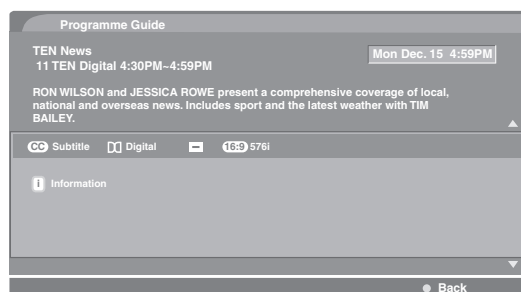 Programme Guide
TEN News
Mon Dec. 15 4:59PM
11 TEN Digital 4:30PM~4:59PM
RON WILSON and JESSICA ROWE present a comprehensive coverage of local,
national and overseas news. Includes sport and the latest weather with TIM
BAILEY.
CC Subtitle DD Digital – 16:9 576i
i Information
Back